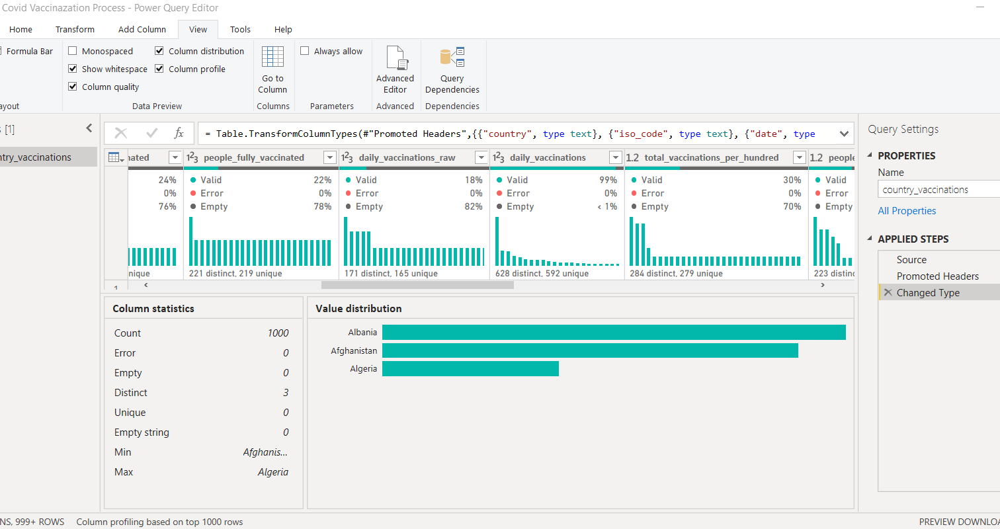 Covid Vaccinazation Process - Power Query Editor
Home Transform Add Column View Tools Help
Formula Bar Monospaced Column distribution Always allow
Show whitespace Column profile
Column quality
Go to Column
Advanced Editor
Query Dependencies
ayout Data Preview Columns Parameters Advanced Dependencies
s [1]
ntry_vaccinations
fx = Table.TransformColumnTypes(#"Promoted Headers",{{"country", type text}, {"iso_code", type text}, {"date", type
nated 123 people_fully_vaccinated 123 daily_vaccinations_raw 123 daily_vaccinations 1.2 total_vaccinations_per_hundred 1.2 people
24% Valid 22% Valid 18% Valid 99% Valid 30% Valid
0% Error 0% Error 0% Error 0% Error 0% Error
76% Empty 78% Empty 82% Empty < 1% Empty 70% Empty
nique 221 distinct, 219 unique 171 distinct, 165 unique 628 distinct, 592 unique 284 distinct, 279 unique 223 distinc
1
Column statistics
Count 1000
Error 0
Empty 0
Distinct 3
Unique 0
Empty string 0
Min Afghanis...
Max Algeria
Value distribution
Albania
Afghanistan
Algeria
Query Settings
PROPERTIES
Name
country_vaccinations
All Properties
APPLIED STEPS
Source
Promoted Headers
Changed Type
NS, 999+ ROWS Column profiling based on top 1000 rows PREVIEW DOWNLOA